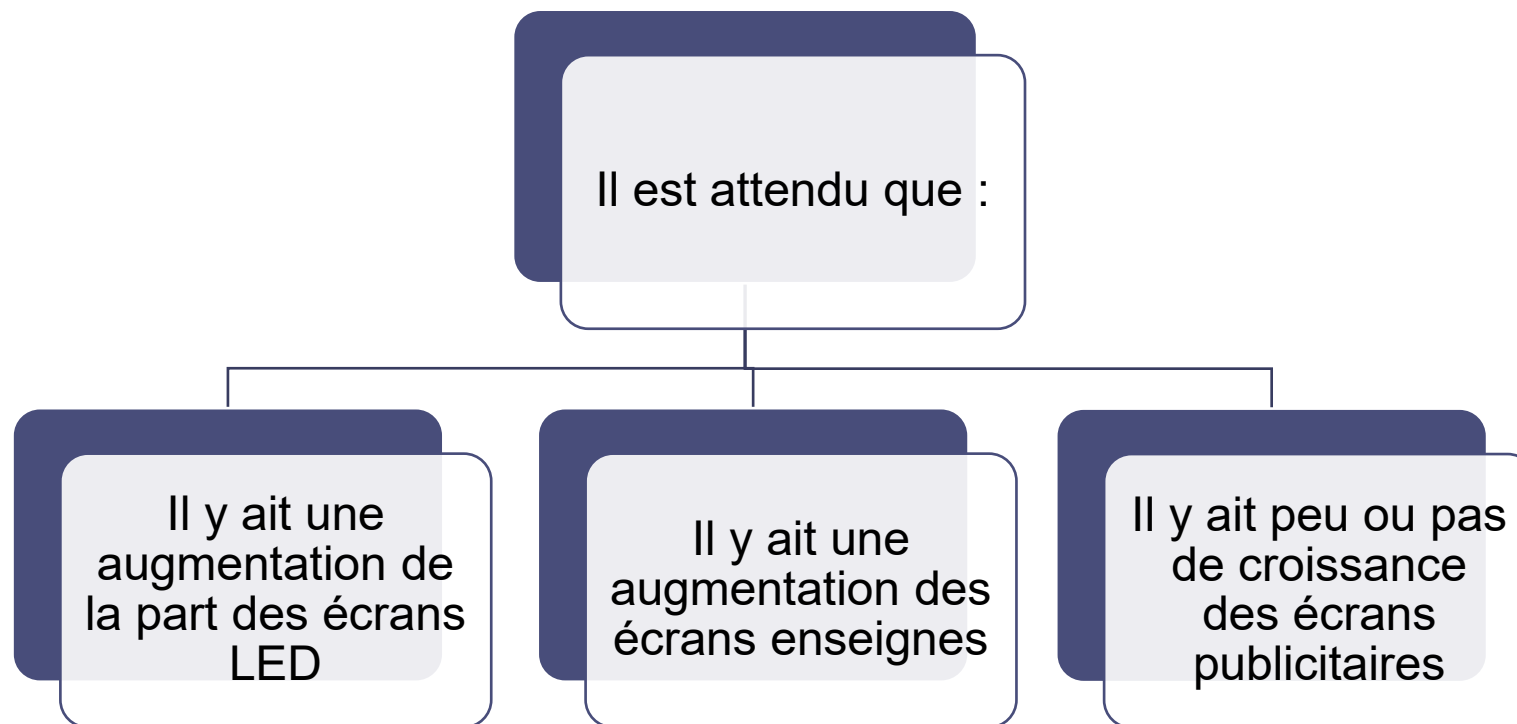 Il est attendu que :
Il y ait une
augmentation de
la part des écrans
LED
Il y ait une
augmentation des
écrans enseignes
Il y ait peu ou pas
de croissance
des écrans
publicitaires